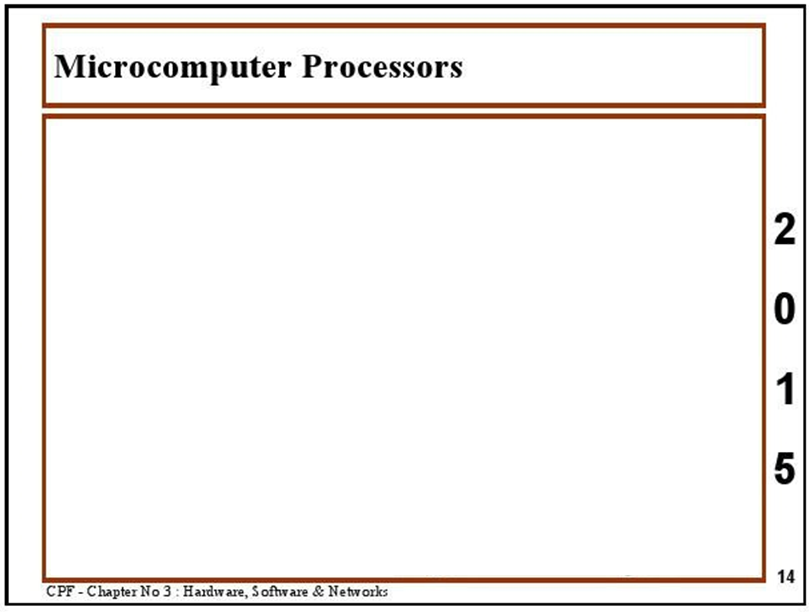 Microcomputer Processors
2
0
1
5
14
CPF - Chapter No 3 : Hardware, Software & Networks